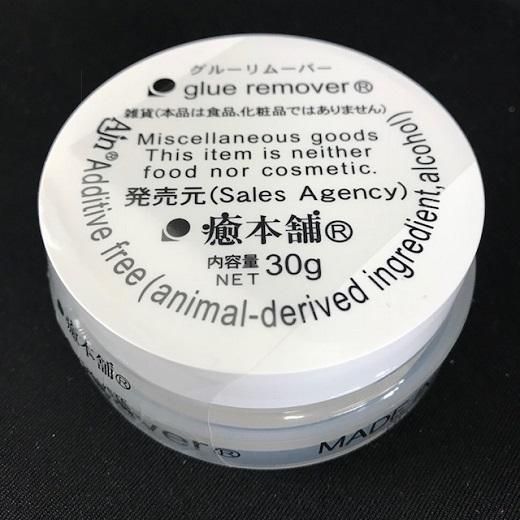 グルーリムーバー
glue remover®
雑貨(本品は食品、化粧品ではありません)
Miscellaneous goods
This item is neither
food nor cosmetic.
発売元(Sales Agency)
癒本舗®
内容量 30g
NET
Ain® Additive free(animal-derived ingredient,alcohol)
癒本舗®
over®
MADE